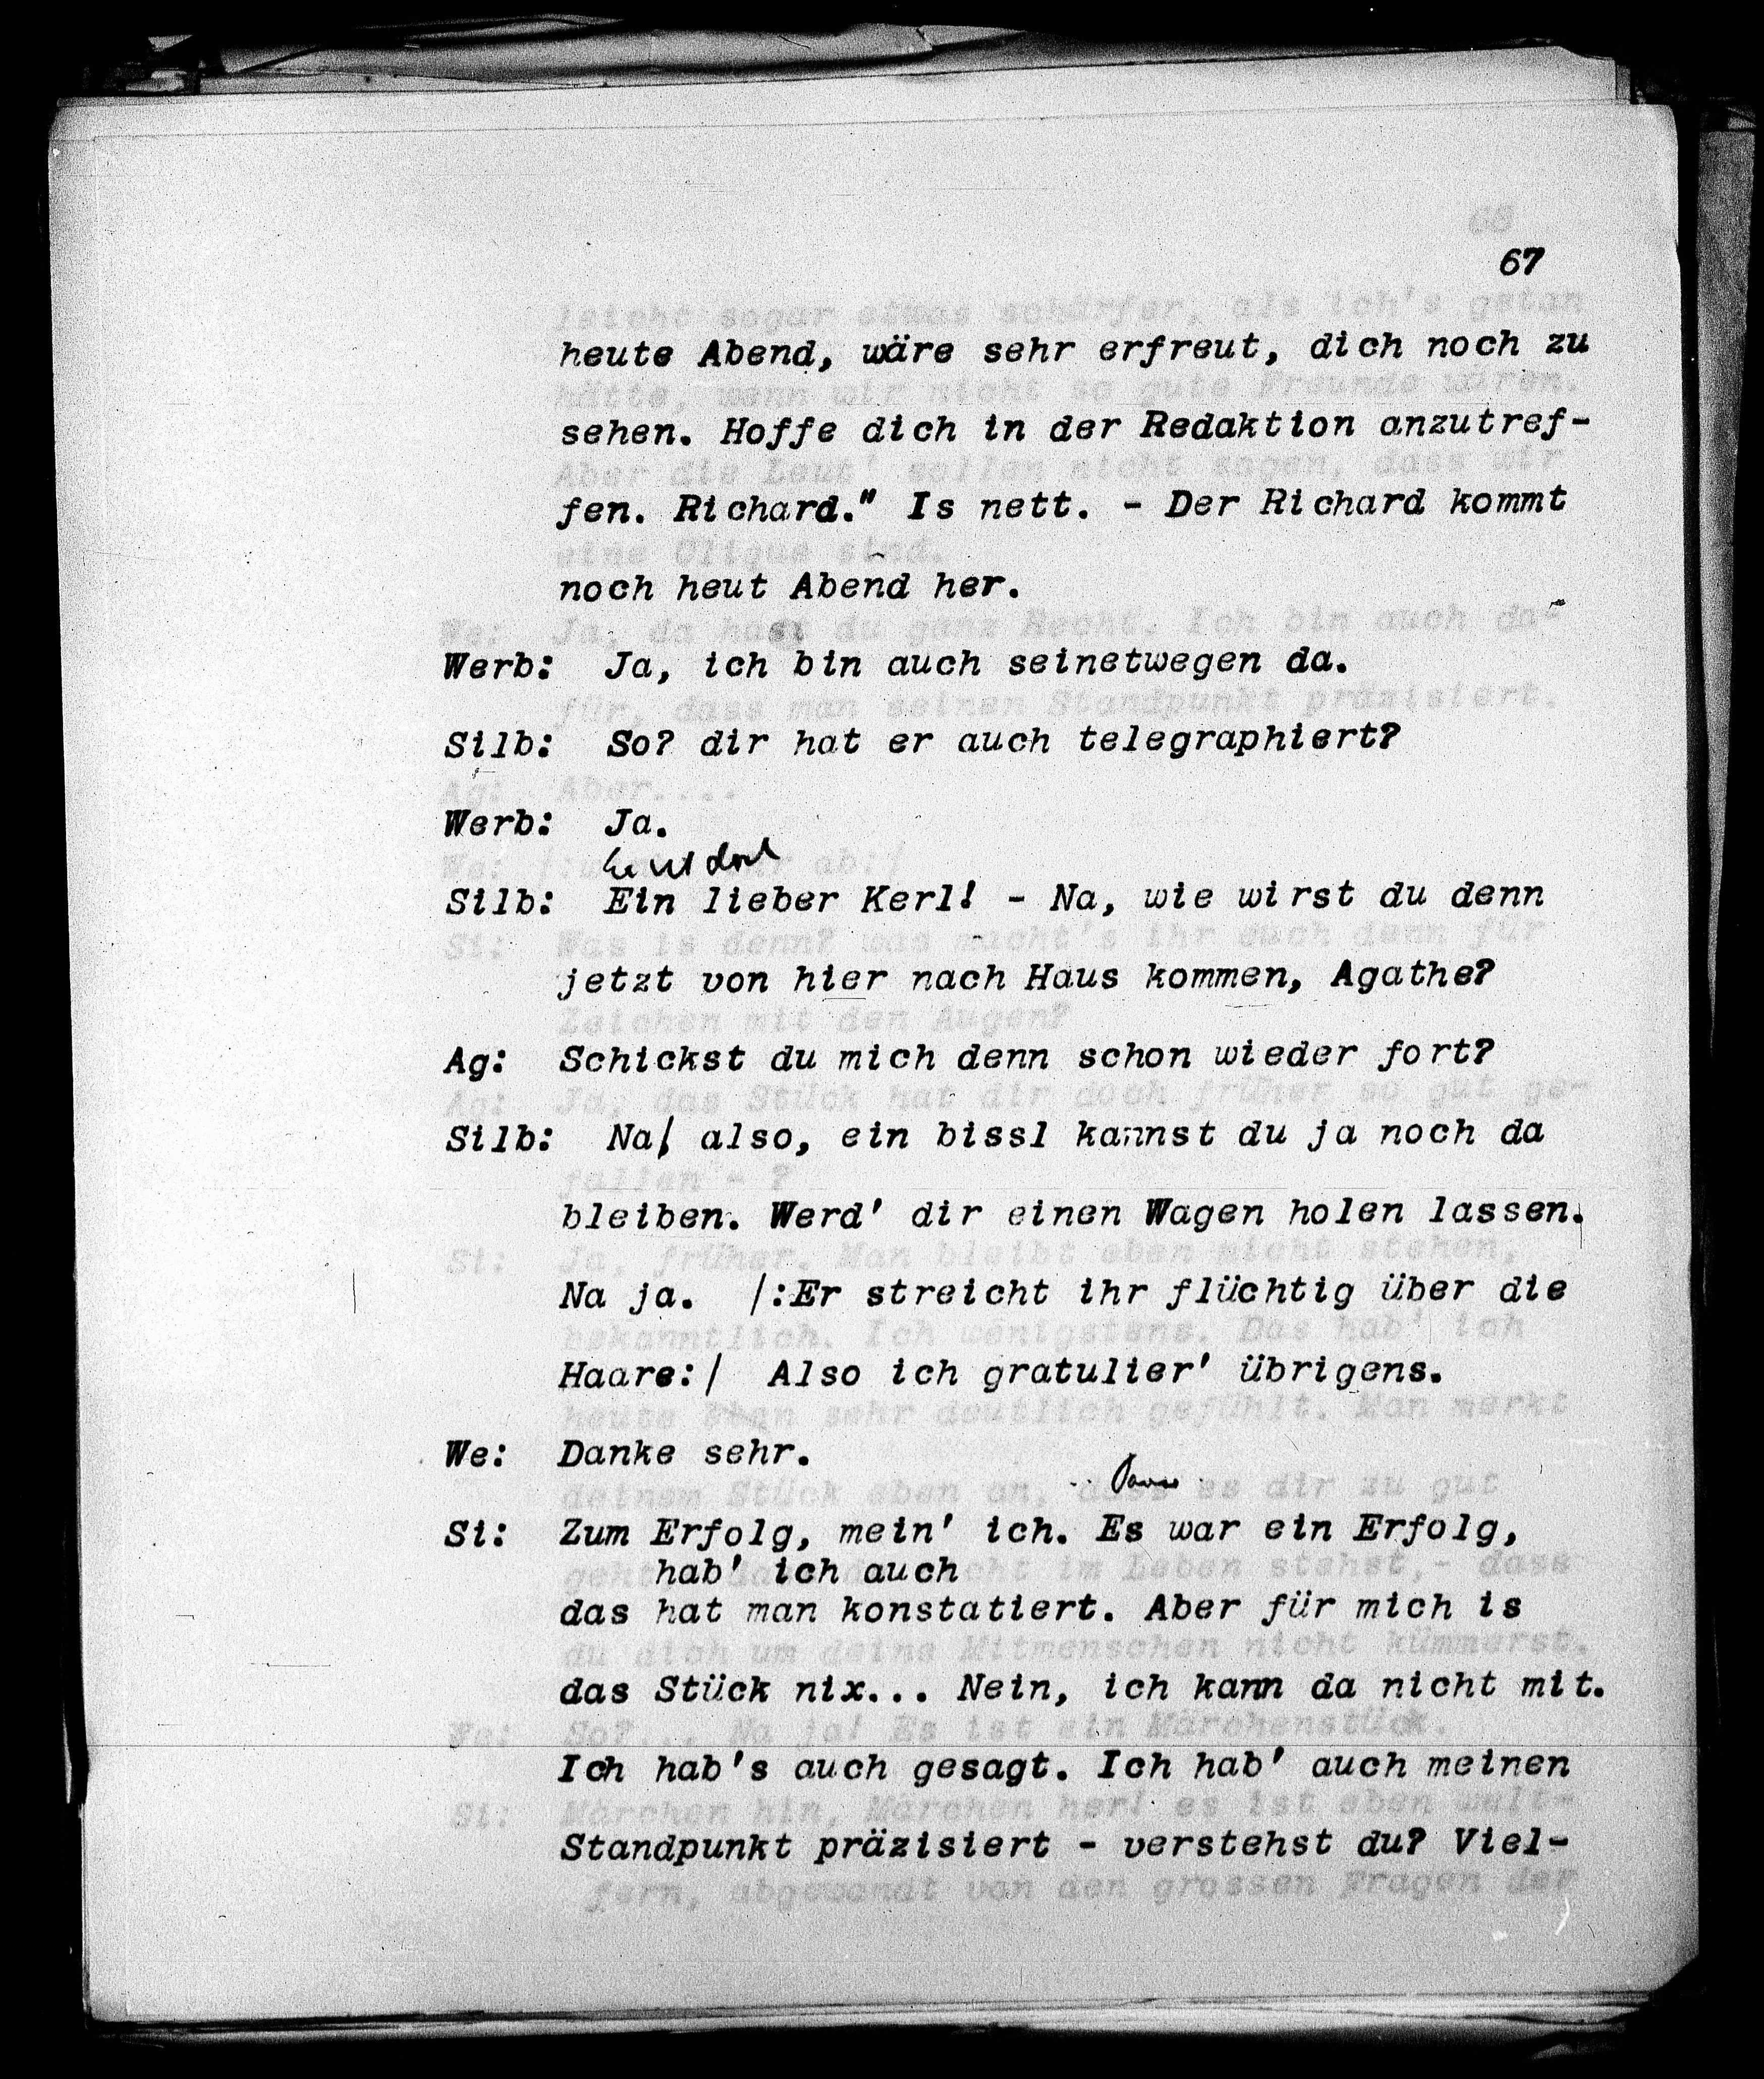 67
heute Abend, wäre sehr erfreut, dich noch zu
sehen. Hoffe dich in der Redaktion anzutref-
fen. Richard." Is nett. - Der Richard kommt
noch heut Abend her.
Werb: Ja, ich bin auch seinetwegen da.
Silb: So? dir hat er auch telegraphiert?
Werb: Ja.
Silb: Ein lieber Kerl! - Na, wie wirst du denn
jetzt von hier nach Haus kommen, Agathe?
Ag: Schickst du mich denn schon wieder fort?
Silb: Na, also, ein bissl kannst du ja noch da
bleiben. Werd' dir einen Wagen holen lassen.
Na ja. /:Er streicht ihr flüchtig über die
Haare:/ Also ich gratulier' übrigens.
We: Danke sehr.
Si: Zum Erfolg, mein' ich. Es war ein Erfolg,
hab' ich auch
das hat man konstatiert. Aber für mich is
das Stück nix... Nein, ich kann da nicht mit.
Ich hab's auch gesagt. Ich hab' auch meinen
Standpunkt präzisiert - verstehst du? Viel-